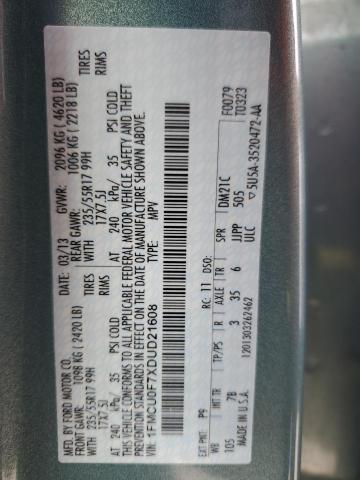 MFD. BY FORD MOTOR CO.
DATE: 03/13 GVWR: 2096 KG ( 4620 LB)
FRONT GAWR: 1098 KG ( 2420 LB) REAR GAWR: 1006 KG ( 2218 LB)
WITH 235/55R17 99H TIRES WITH 235/55R17 99H TIRES
17X7.5J RIMS 17X7.5J RIMS
AT 240 kPa/ 35 PSI COLD AT 240 kPa/ 35 PSI COLD
THIS VEHICLE CONFORMS TO ALL APPLICABLE FEDERAL MOTOR VEHICLE SAFETY AND THEFT
PREVENTION STANDARDS IN EFFECT ON THE DATE OF MANUFACTURE SHOWN ABOVE.
VIN: 1FMCU0F7XDUD21608
TYPE: MPV
EXT PNT: P9 RC: 11 DSO: F0079
WB INT TR TP/PS R AXLE TR SPR DM21C T0323
105 7B 3 35 6 JJPP 505
1201303262462 ULC ▽5U5A-3520472-AA